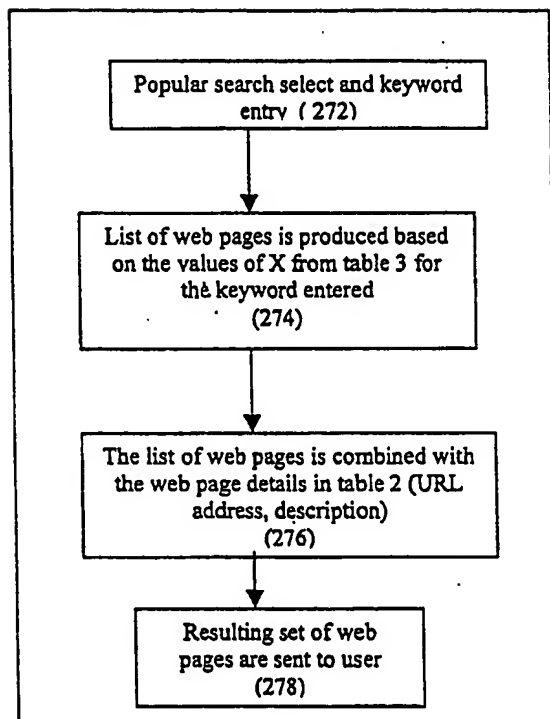 Popular search select and keyword
entry ( 272)
List of web pages is produced based
on the values of X from table 3 for
the keyword entered
(274)
The list of web pages is combined with
the web page details in table 2 (URL
address, description)
(276)
Resulting set of web
pages are sent to user
(278)